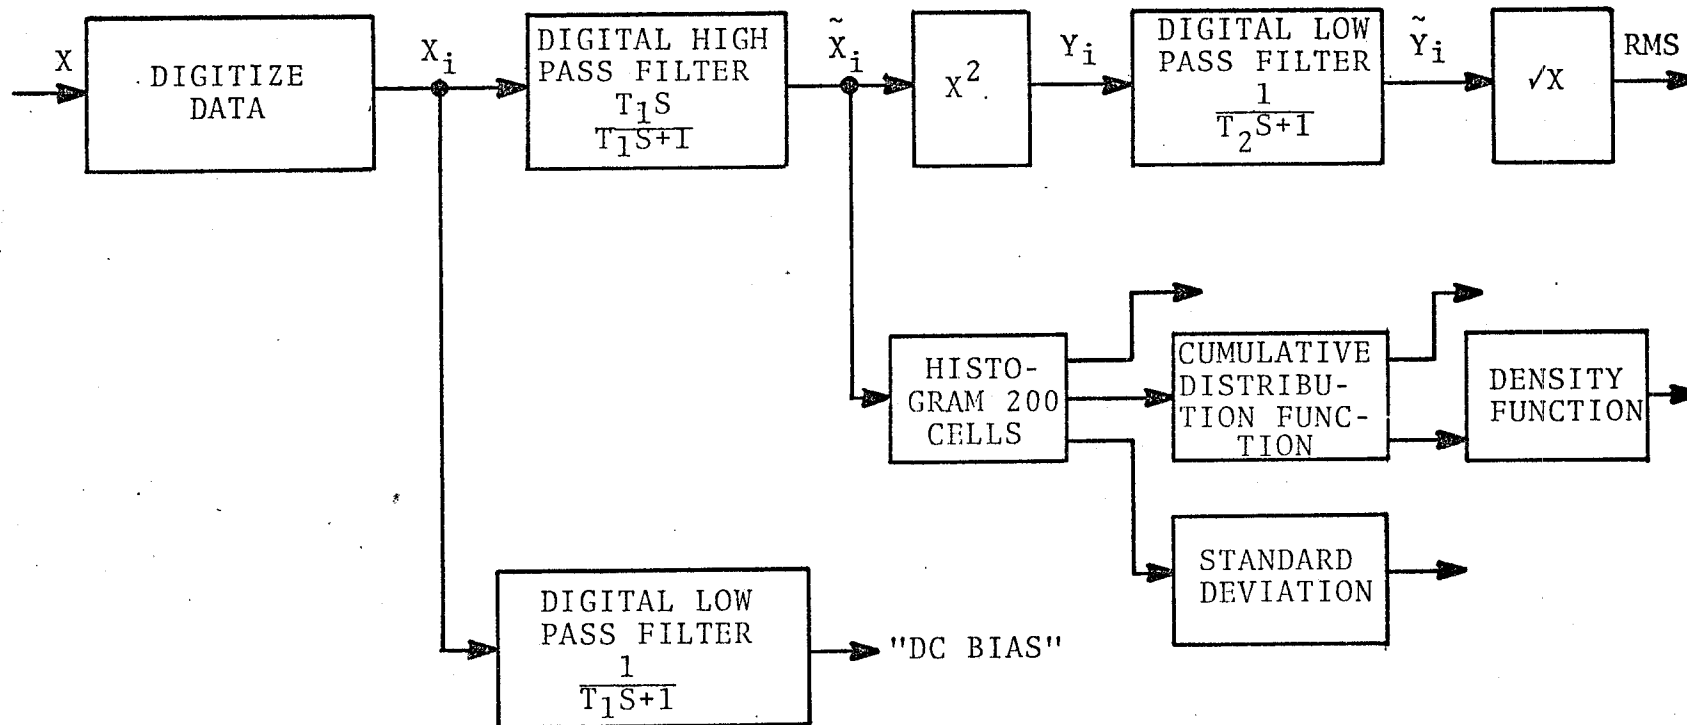 X
DIGITIZE
DATA
Xi
DIGITAL HIGH
PASS FILTER
T1S
T1S+1
X̃i
X2
Yi
DIGITAL LOW
PASS FILTER
1
T2S+1
Ỹi
√X
RMS
HISTO-
GRAM 200
CELLS
CUMULATIVE
DISTRIBU-
TION FUNC-
TION
DENSITY
FUNCTION
STANDARD
DEVIATION
DIGITAL LOW
PASS FILTER
1
T1S+1
"DC BIAS"